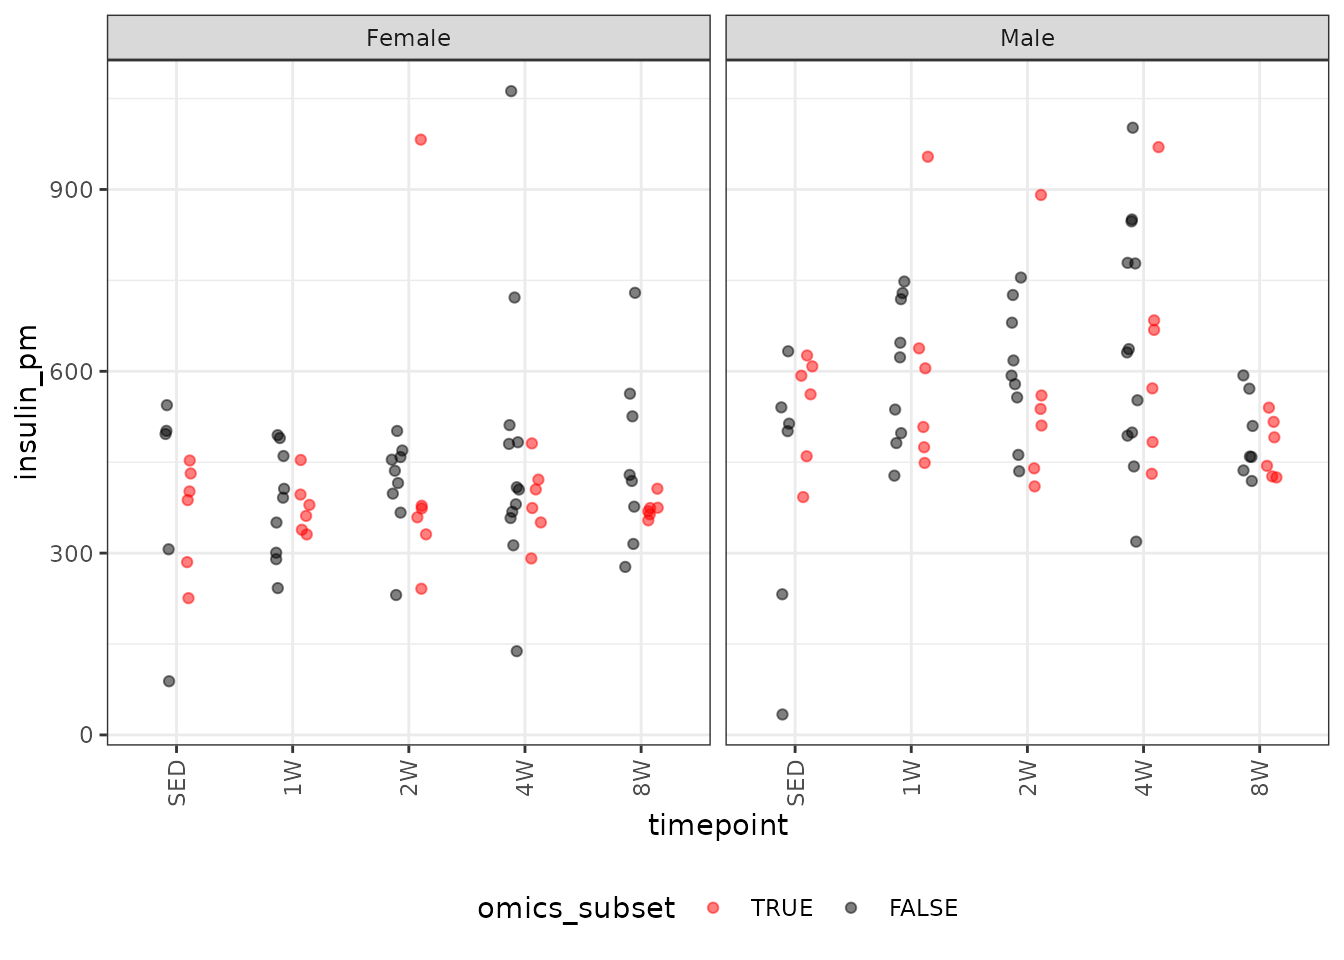 Female Male
insulin_pm
900
600
300
0
SED 1W 2W 4W 8W SED 1W 2W 4W 8W
timepoint
omics_subset TRUE FALSE